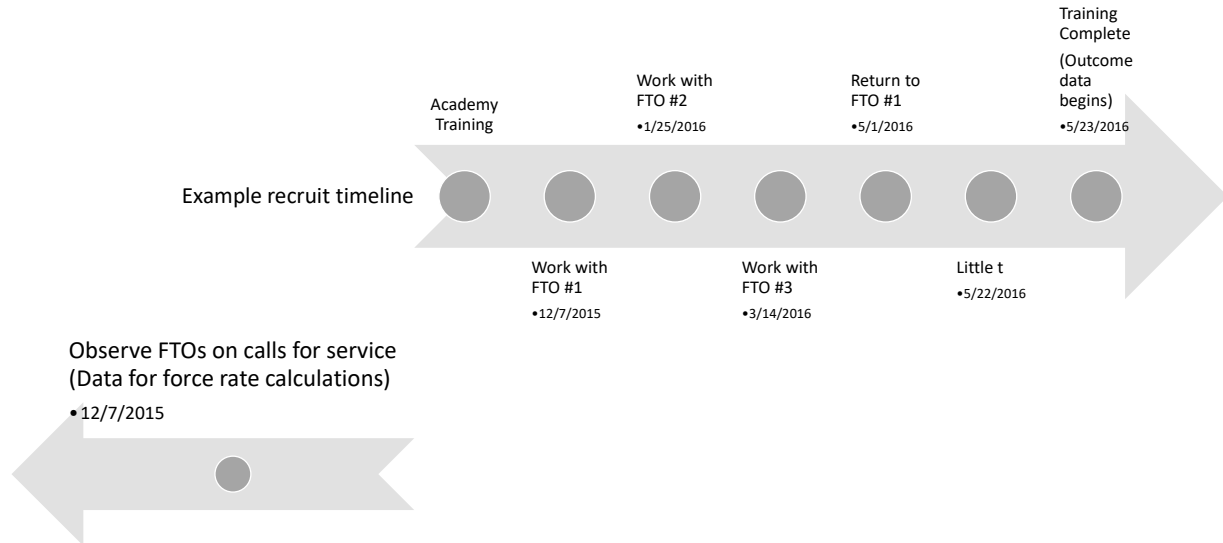 Training
Complete
(Outcome
data
begins)
•5/23/2016
Work with
FTO #2
•1/25/2016
Return to
FTO #1
•5/1/2016
Academy
Training
Example recruit timeline
Work with
FTO #1
•12/7/2015
Work with
FTO #3
•3/14/2016
Little t
•5/22/2016
Observe FTOs on calls for service
(Data for force rate calculations)
•12/7/2015